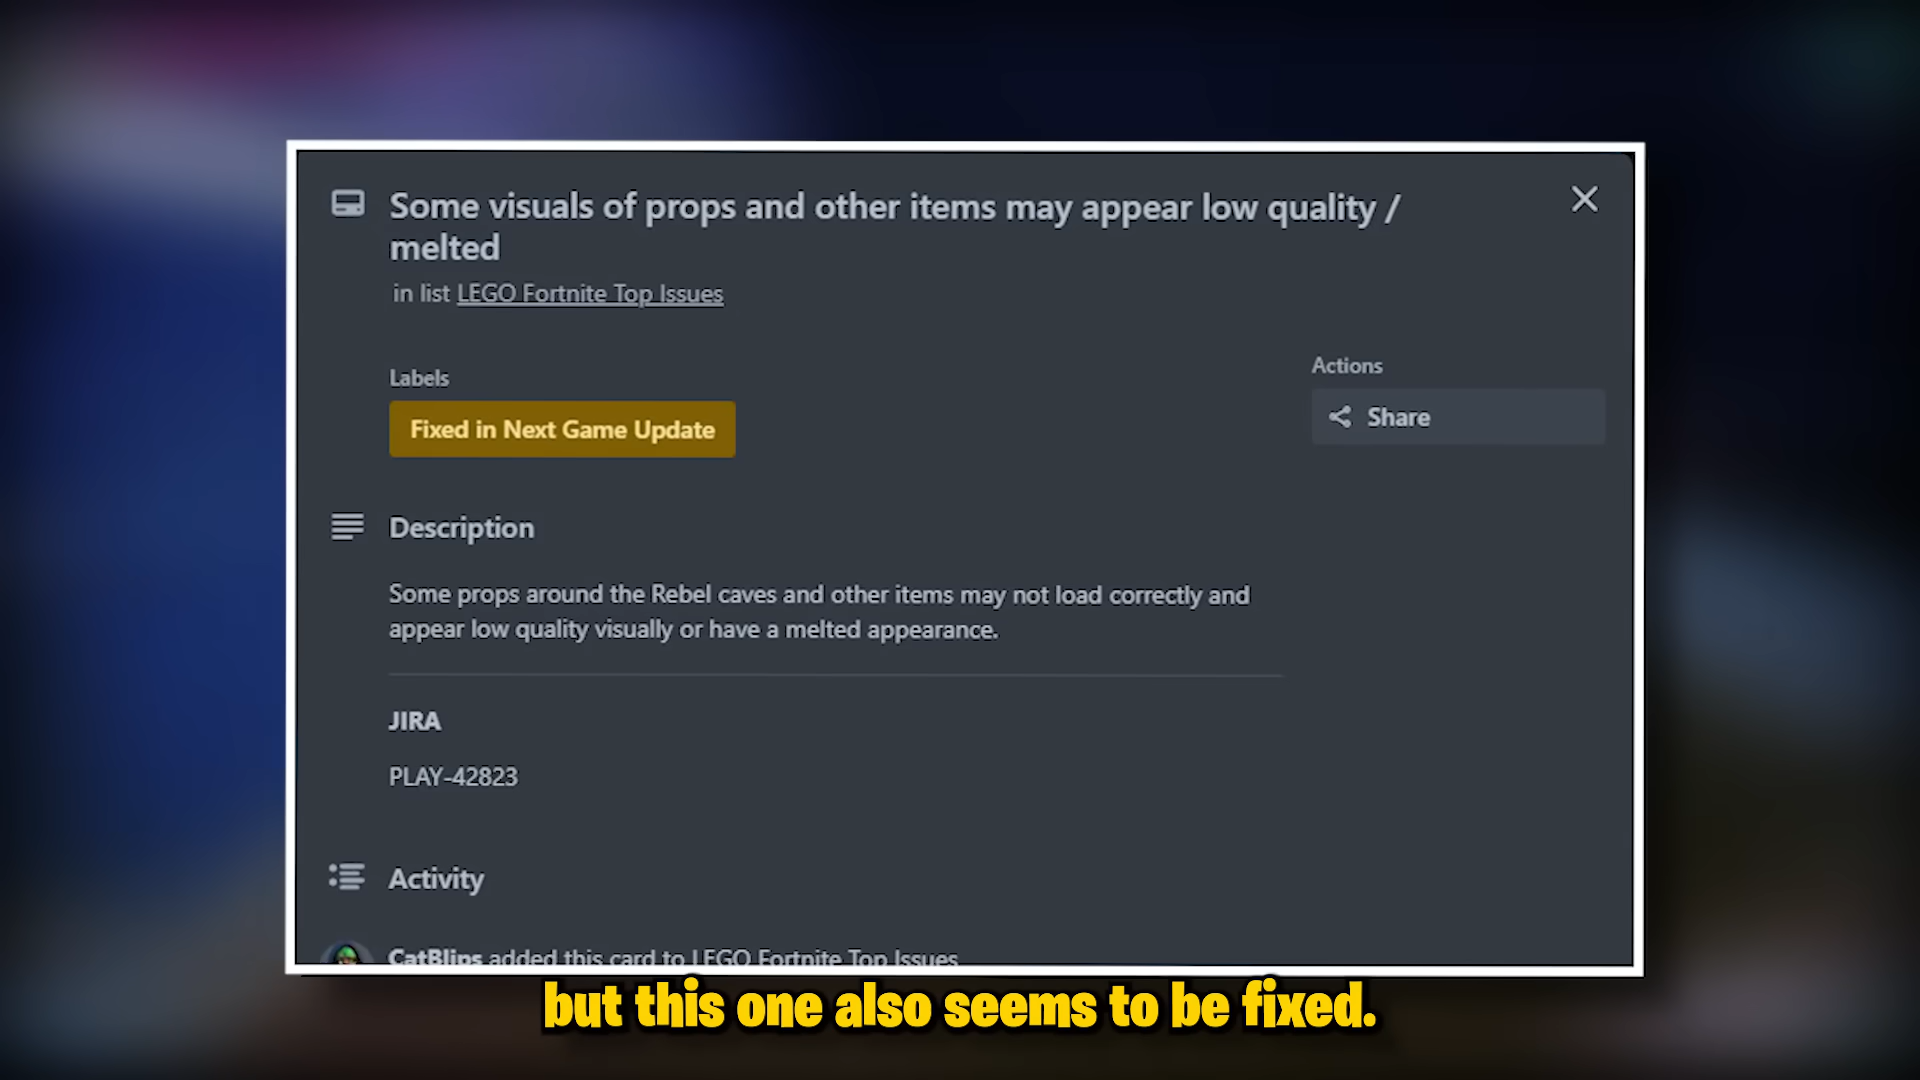 Some visuals of props and other items may appear low quality /
melted
in list LEGO Fortnite Top Issues
Labels
Fixed in Next Game Update
Actions
Share
Description
Some props around the Rebel caves and other items may not load correctly and
appear low quality visually or have a melted appearance.
JIRA
PLAY-42823
Activity
CatBlips added this card to LEGO Fortnite Top Issues
but this one also seems to be fixed.